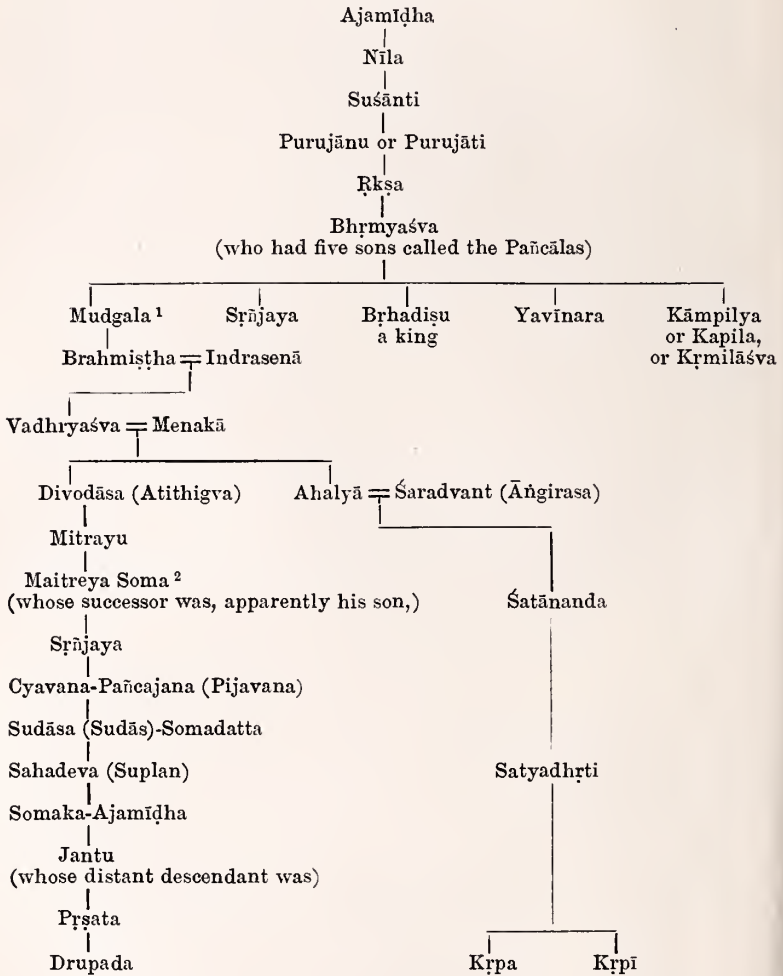 Ajamīḍha
Nīla
Suśānti
Purujānu or Purujāti
Ṛkṣa
Bhṛmyaśva
(who had five sons called the Pañcālas)
Mudgala ¹ Sṛñjaya Bṛhadiṣu Yavīnara Kāmpilya
a king or Kapila,
or Kṛmilāśva
Brahmiṣṭha = Indrasenā
Vadhryaśva = Menakā
Divodāsa (Atithigva) Ahalyā = Śaradvant (Āṅgirasa)
Mitrayu
Maitreya Soma ²
(whose successor was, apparently his son,) Śatānanda
Sṛñjaya
Cyavana-Pañcajana (Pijavana)
Sudāsa (Sudās)-Somadatta
Sahadeva (Suplan) Satyadhṛti
Somaka-Ajamīḍha
Jantu
(whose distant descendant was)
Pṛṣata
Drupada Kṛpa Kṛpī